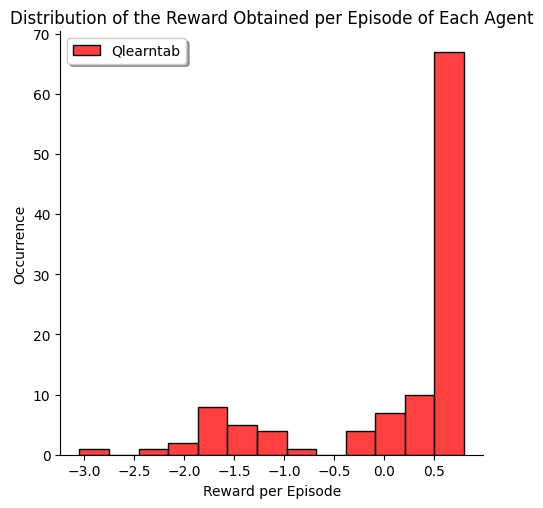 Distribution of the Reward Obtained per Episode of Each Agent
Qlearntab
70
60
50
40
30
20
10
0
Occurrence
−3.0 −2.5 −2.0 −1.5 −1.0 −0.5 0.0 0.5
Reward per Episode